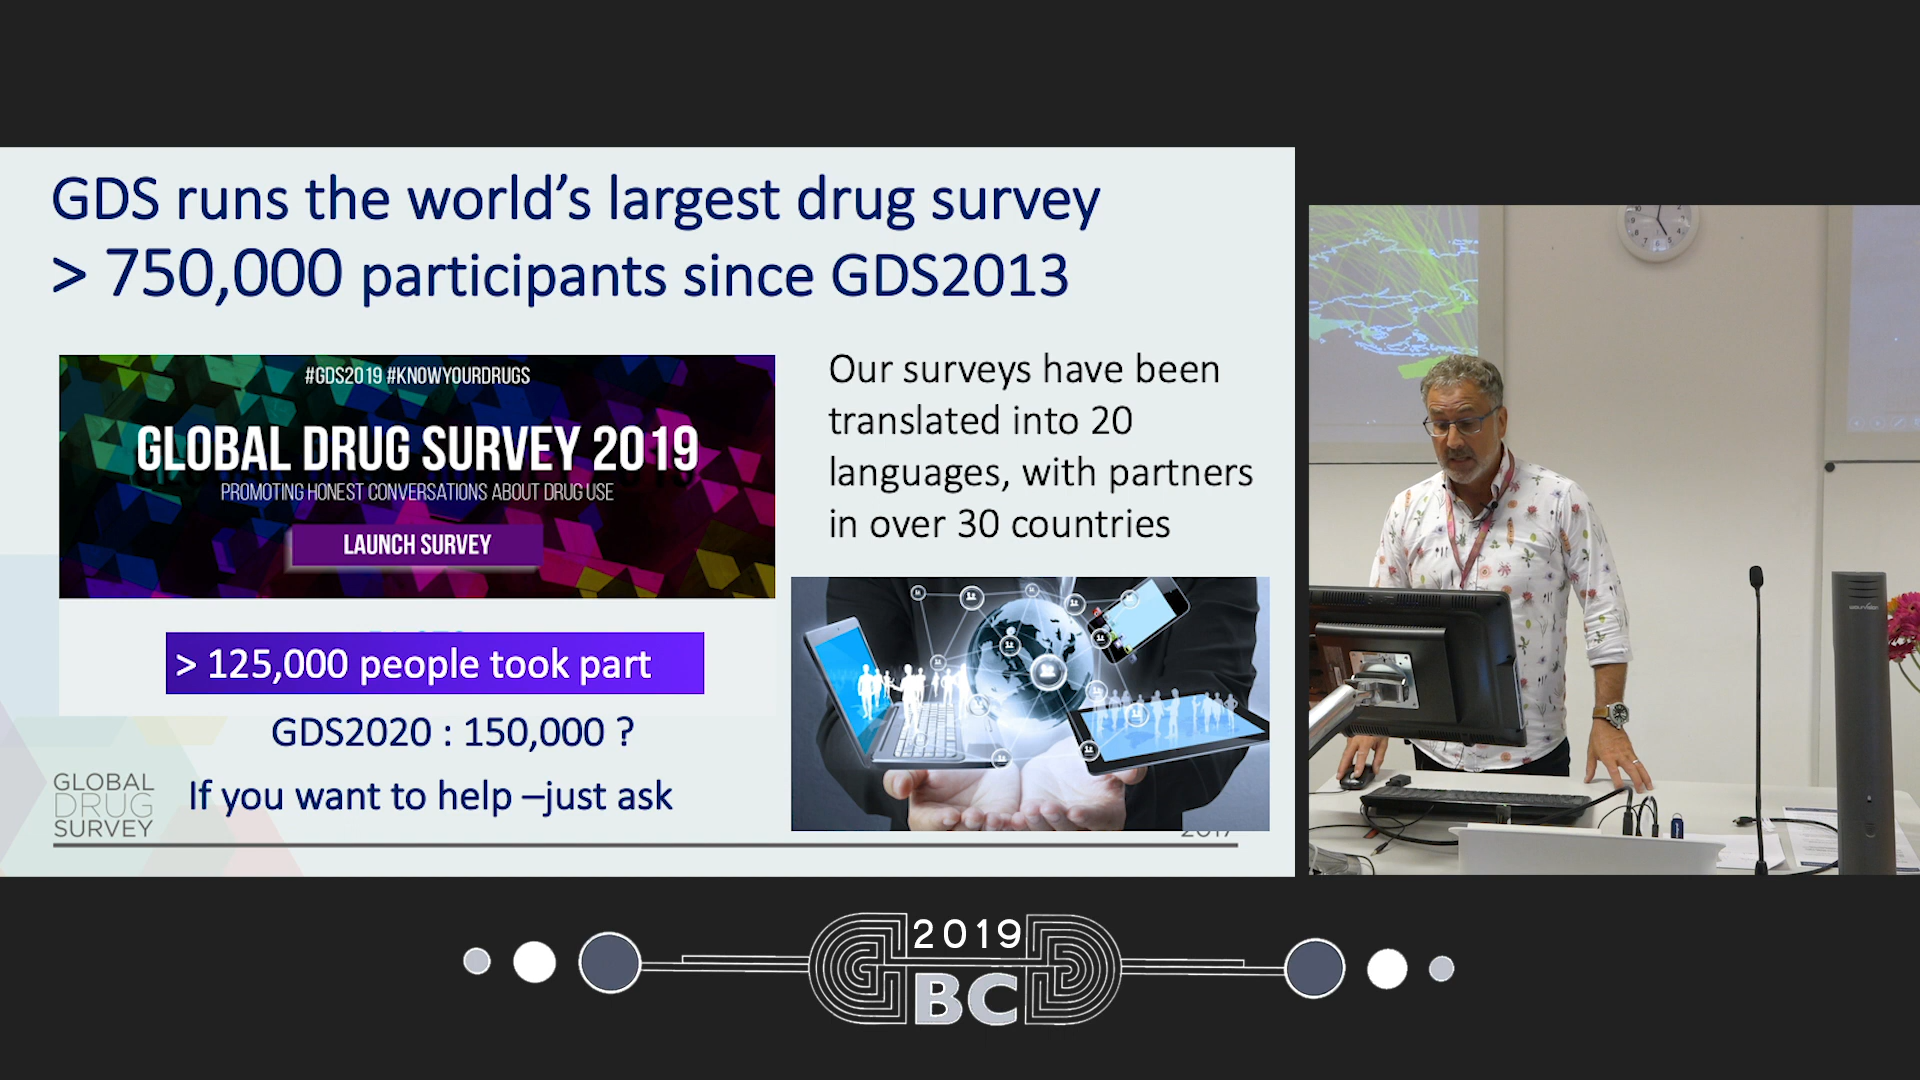 GDS runs the world's largest drug survey
> 750,000 participants since GDS2013
#GDS2019 #KNOWYOURDRUGS
GLOBAL DRUG SURVEY 2019
PROMOTING HONEST CONVERSATIONS ABOUT DRUG USE
LAUNCH SURVEY
Our surveys have been
translated into 20
languages, with partners
in over 30 countries
> 125,000 people took part
GDS2020 : 150,000 ?
If you want to help –just ask
GLOBAL
DRUG
SURVEY
2019
BC